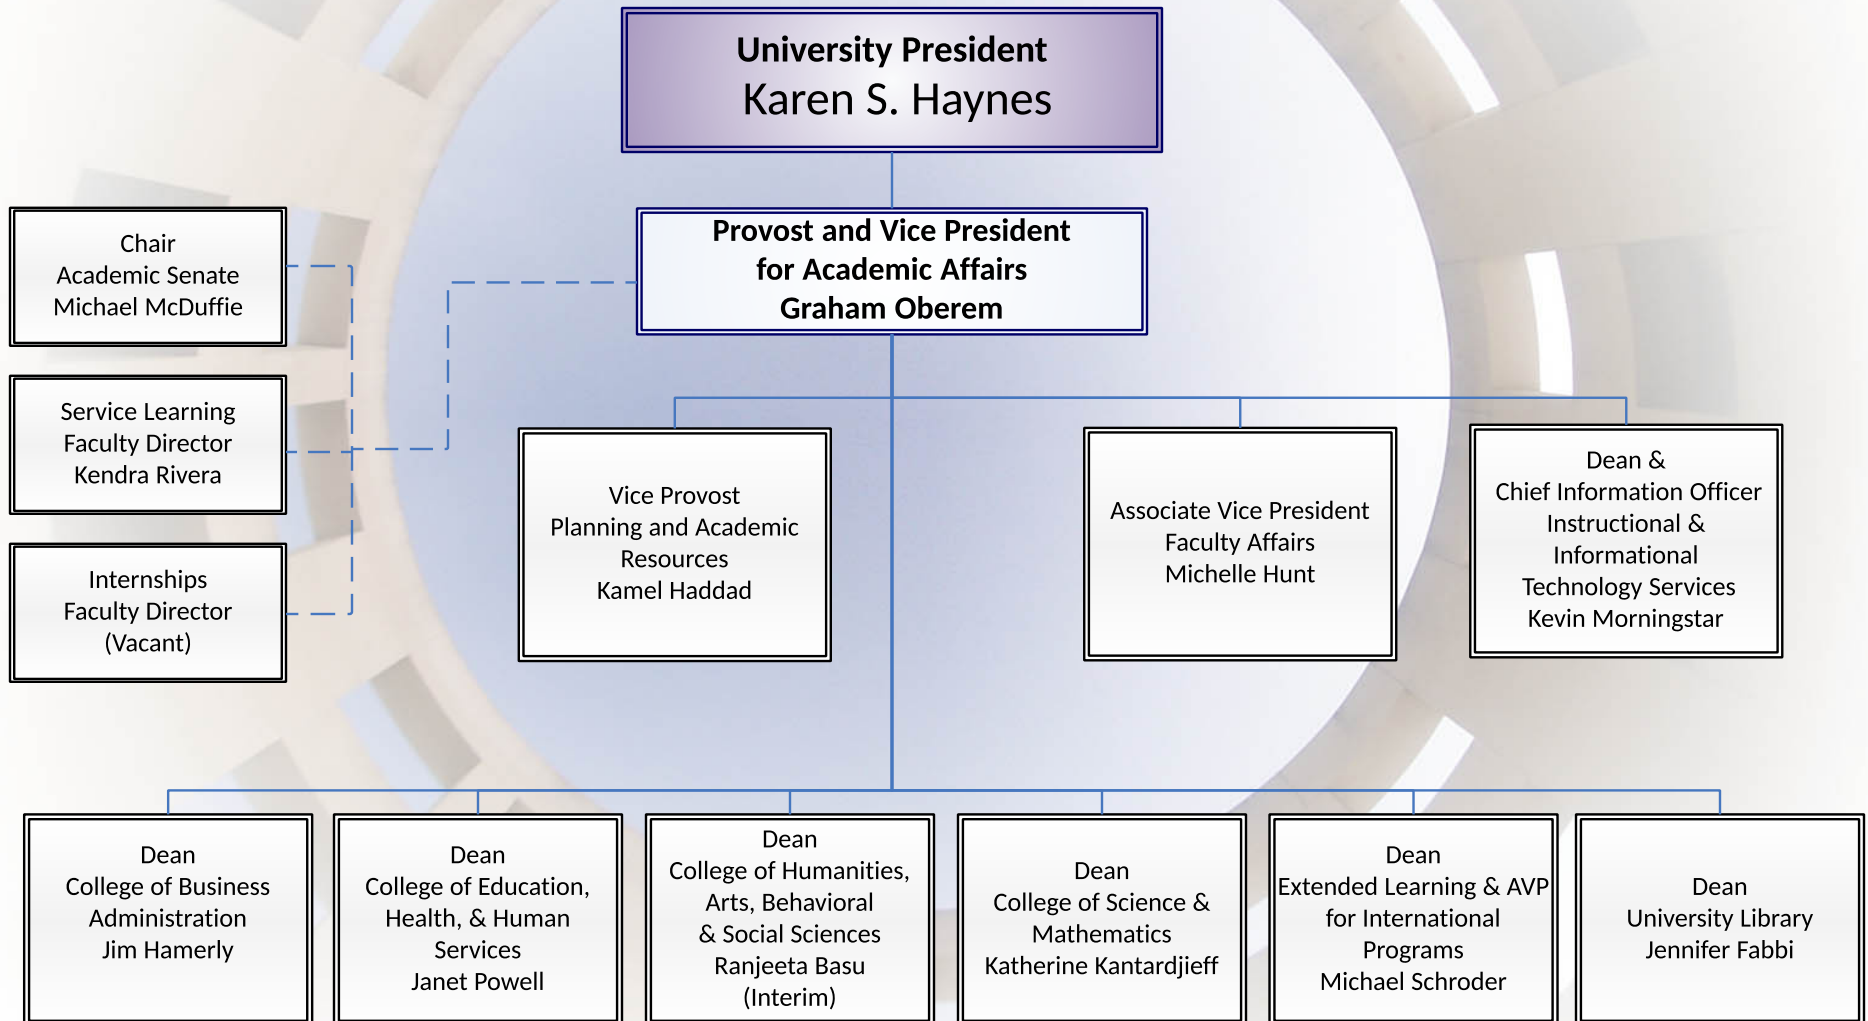 University President
Karen S. Haynes
Provost and Vice President
for Academic Affairs
Graham Oberem
Chair
Academic Senate
Michael McDuffie
Service Learning
Faculty Director
Kendra Rivera
Internships
Faculty Director
(Vacant)
Vice Provost
Planning and Academic
Resources
Kamel Haddad
Associate Vice President
Faculty Affairs
Michelle Hunt
Dean &
Chief Information Officer
Instructional &
Informational
Technology Services
Kevin Morningstar
Dean
College of Business
Administration
Jim Hamerly
Dean
College of Education,
Health, & Human
Services
Janet Powell
Dean
College of Humanities,
Arts, Behavioral
& Social Sciences
Ranjeeta Basu
(Interim)
Dean
College of Science &
Mathematics
Katherine Kantardjieff
Dean
Extended Learning & AVP
for International
Programs
Michael Schroder
Dean
University Library
Jennifer Fabbi